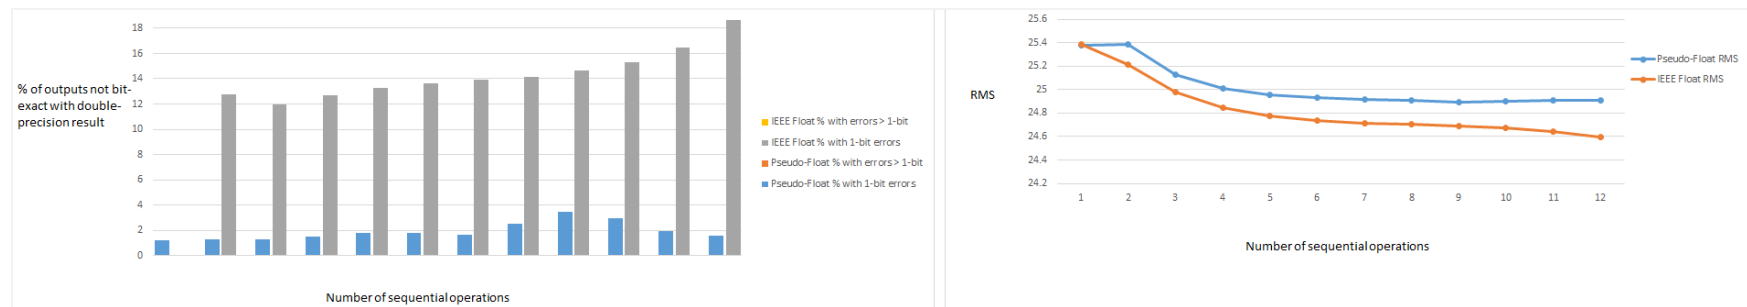 18
16
14
12
10
8
6
4
2
0
% of outputs not bit-
exact with double-
precision result
Number of sequential operations
IEEE Float % with errors > 1-bit
IEEE Float % with 1-bit errors
Pseudo-Float % with errors > 1-bit
Pseudo-Float % with 1-bit errors
25.6
25.4
25.2
25
24.8
24.6
24.4
24.2
RMS
1 2 3 4 5 6 7 8 9 10 11 12
Number of sequential operations
Pseudo-Float RMS
IEEE Float RMS